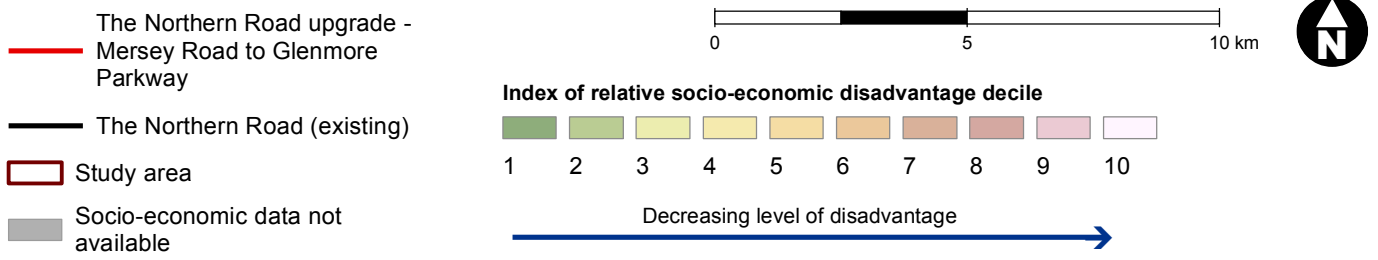 The Northern Road upgrade -
Mersey Road to Glenmore
Parkway
The Northern Road (existing)
Study area
Socio-economic data not
available
0 5 10 km
N
Index of relative socio-economic disadvantage decile
1 2 3 4 5 6 7 8 9 10
Decreasing level of disadvantage